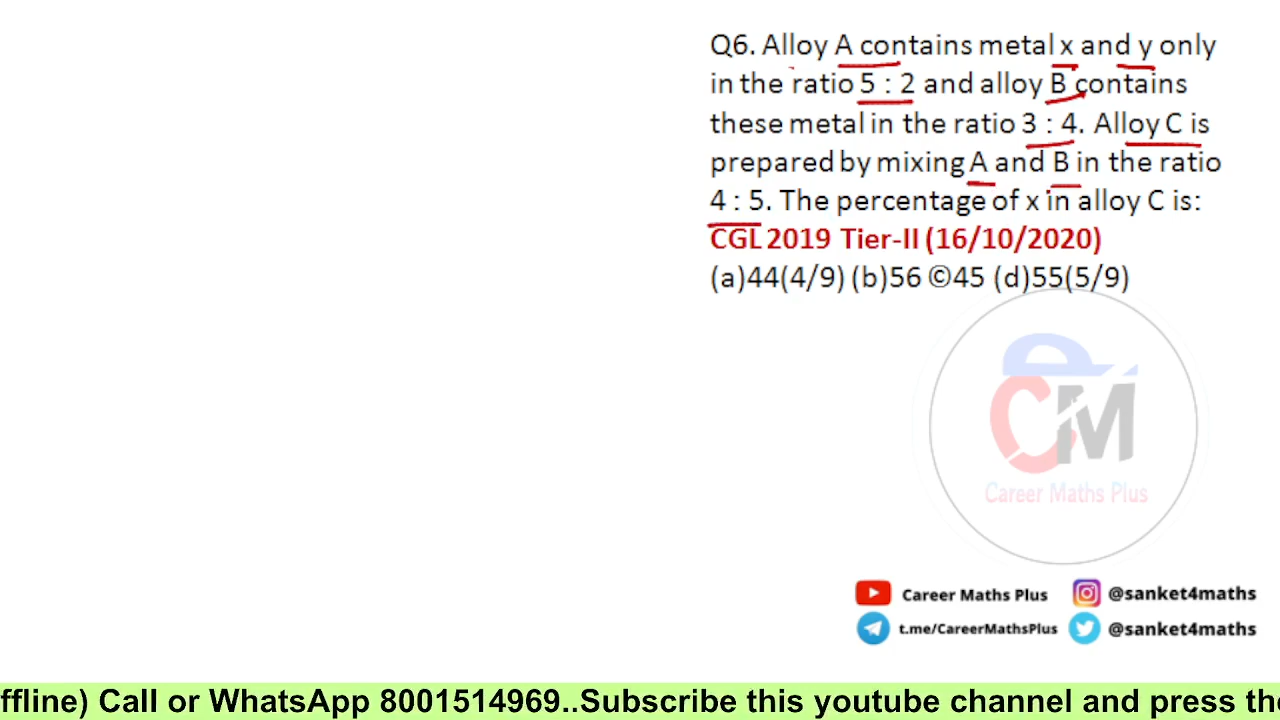 Q6. Alloy A contains metal x and y only
in the ratio 5 : 2 and alloy B contains
these metal in the ratio 3 : 4. Alloy C is
prepared by mixing A and B in the ratio
4 : 5. The percentage of x in alloy C is:
CGL 2019 Tier-II (16/10/2020)
(a)44(4/9) (b)56 ©45 (d)55(5/9)
CM
Career Maths Plus
Career Maths Plus @sanket4maths
t.me/CareerMathsPlus @sanket4maths
ffline) Call or WhatsApp 8001514969..Subscribe this youtube channel and press the